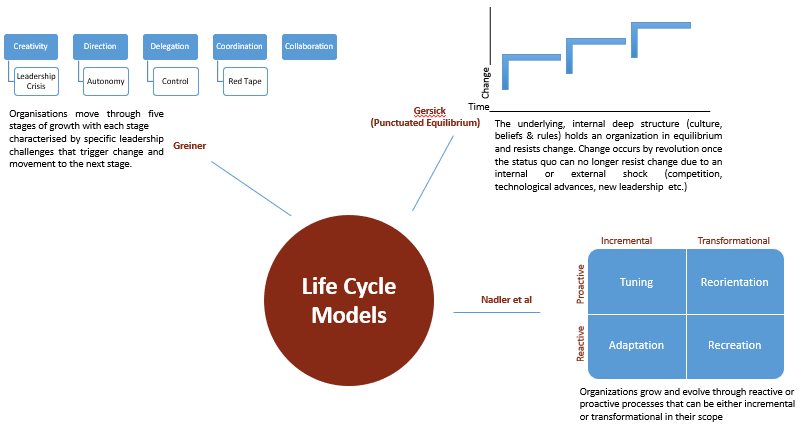 Creativity
Direction
Delegation
Coordination
Collaboration
Leadership
Crisis
Autonomy
Control
Red Tape
Organisations move through five
stages of growth with each stage
characterised by specific leadership
challenges that trigger change and
movement to the next stage.
Greiner
Gersick
(Punctuated Equilibrium)
Change
Time
The underlying, internal deep structure (culture,
beliefs & rules) holds an organization in equilibrium
and resists change. Change occurs by revolution once
the status quo can no longer resist change due to an
internal or external shock (competition,
technological advances, new leadership etc.)
Life Cycle
Models
Nadler et al
Incremental
Transformational
Proactive
Reactive
Tuning
Reorientation
Adaptation
Recreation
Organizations grow and evolve through reactive or
proactive processes that can be either incremental
or transformational in their scope